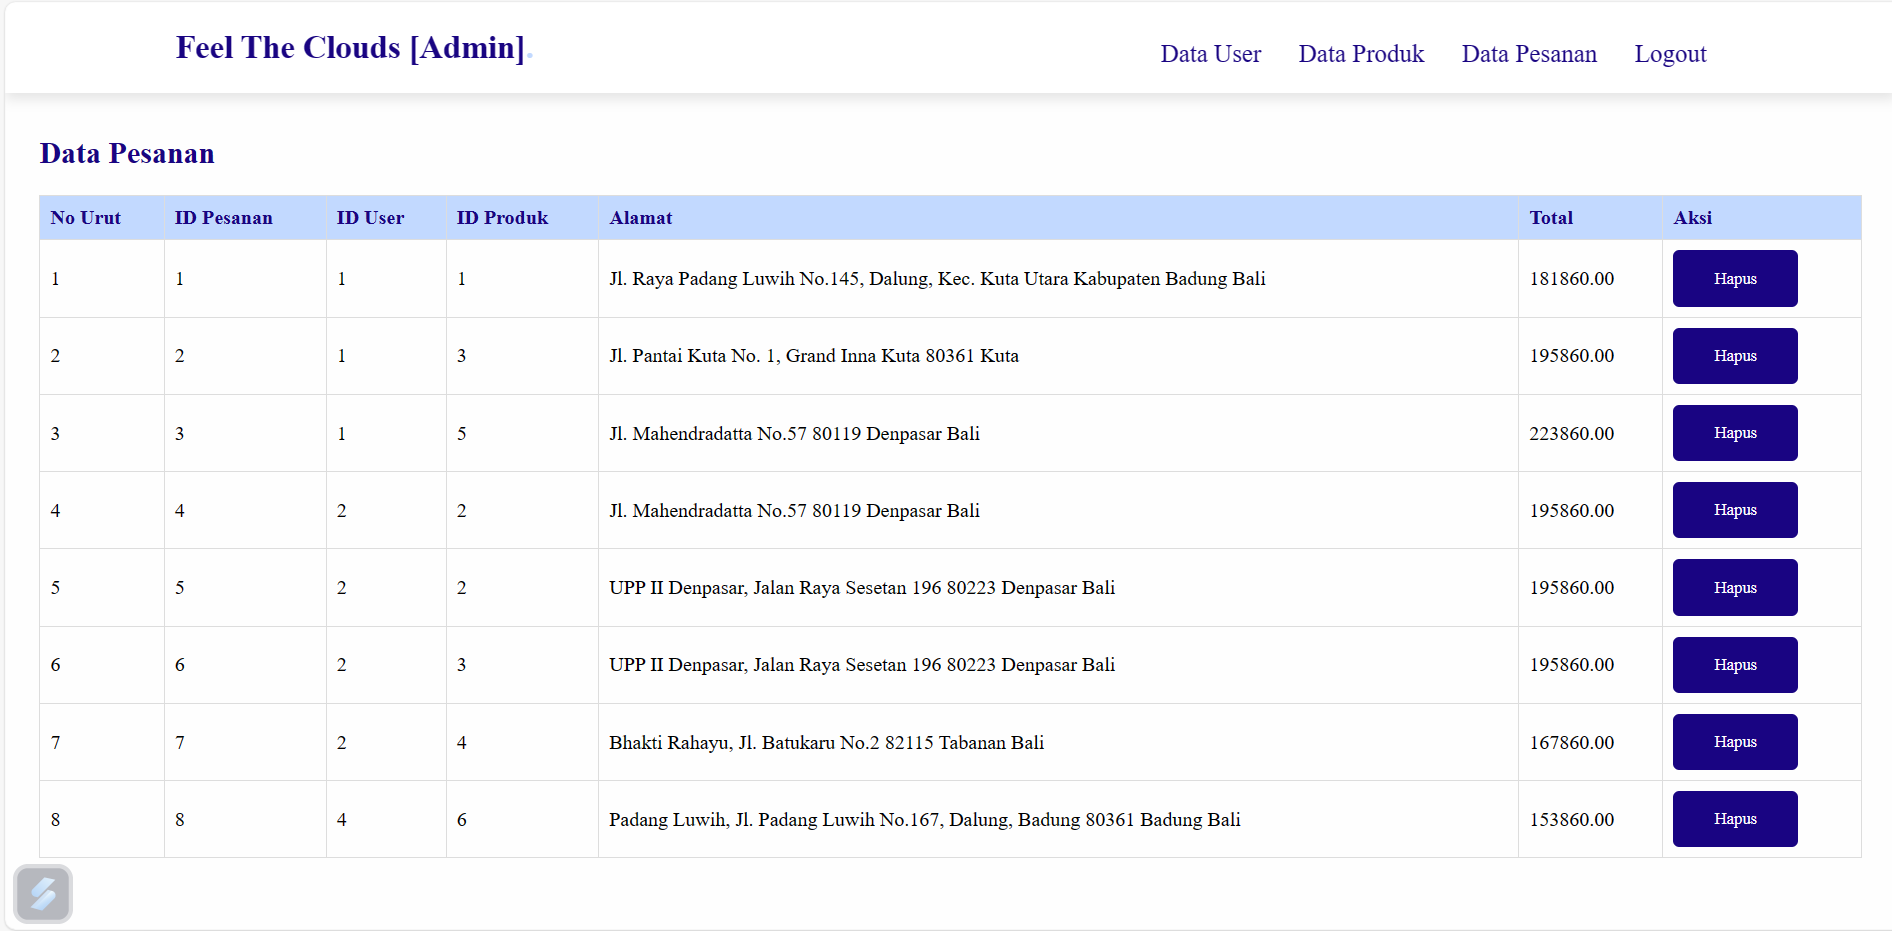 Feel The Clouds [Admin].
Data User Data Produk Data Pesanan Logout
Data Pesanan
No Urut ID Pesanan ID User ID Produk Alamat Total Aksi
1 1 1 1 Jl. Raya Padang Luwih No.145, Dalung, Kec. Kuta Utara Kabupaten Badung Bali 181860.00 Hapus
2 2 1 3 Jl. Pantai Kuta No. 1, Grand Inna Kuta 80361 Kuta 195860.00 Hapus
3 3 1 5 Jl. Mahendradatta No.57 80119 Denpasar Bali 223860.00 Hapus
4 4 2 2 Jl. Mahendradatta No.57 80119 Denpasar Bali 195860.00 Hapus
5 5 2 2 UPP II Denpasar, Jalan Raya Sesetan 196 80223 Denpasar Bali 195860.00 Hapus
6 6 2 3 UPP II Denpasar, Jalan Raya Sesetan 196 80223 Denpasar Bali 195860.00 Hapus
7 7 2 4 Bhakti Rahayu, Jl. Batukaru No.2 82115 Tabanan Bali 167860.00 Hapus
8 8 4 6 Padang Luwih, Jl. Padang Luwih No.167, Dalung, Badung 80361 Badung Bali 153860.00 Hapus